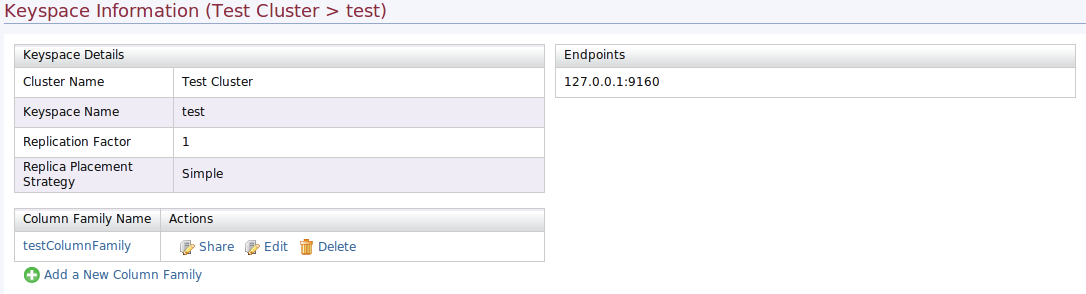 Keyspace Information (Test Cluster > test)
Keyspace Details
Cluster Name Test Cluster
Keyspace Name test
Replication Factor 1
Replica Placement
Strategy Simple
Endpoints
127.0.0.1:9160
Column Family Name Actions
testColumnFamily Share Edit Delete
Add a New Column Family